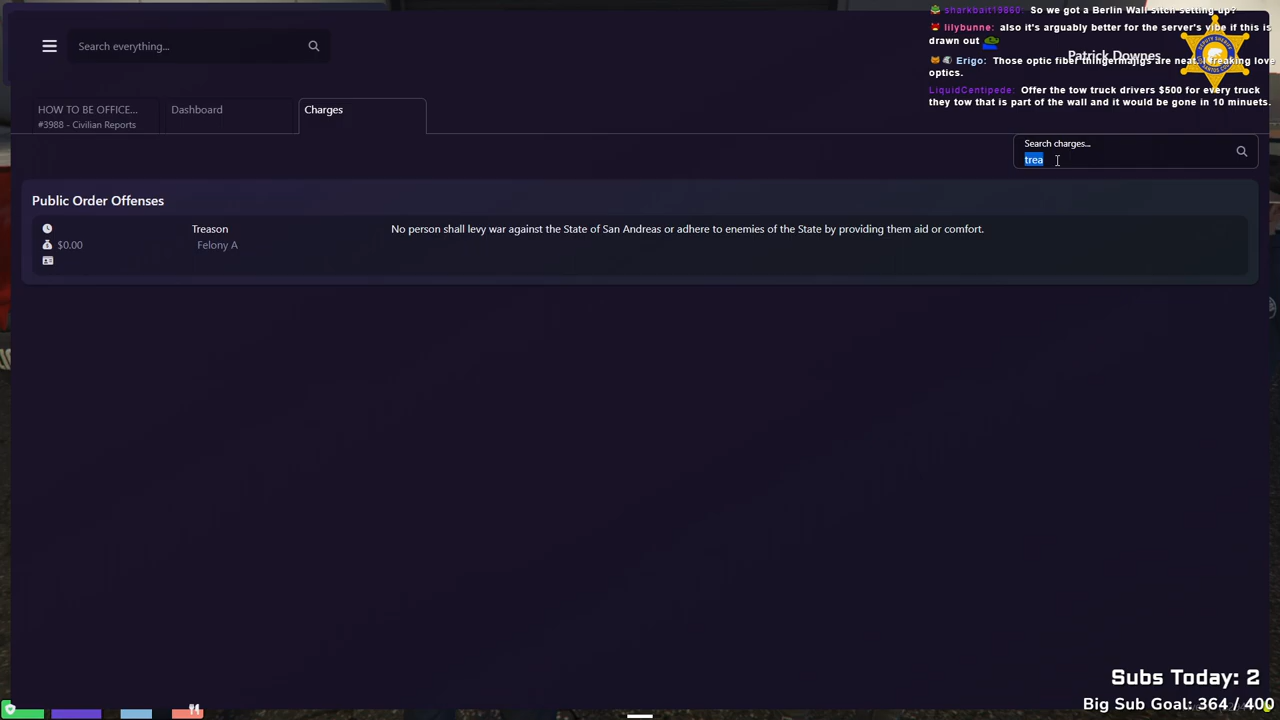 sharkbait19860: So we got a Berlin Wall sitch setting up?
lilybunne: also it's arguably better for the server's vibe if this is
drawn out
Erigo: Those optic fiber thingermajigs are neat. I freaking love
optics.
LiquidCentipede: Offer the tow truck drivers $500 for every truck
they tow that is part of the wall and it would be gone in 10 minuets.
Search everything...
Patrick Downes
HOW TO BE OFFICE...
#3988 - Civilian Reports
Dashboard
Charges
Search charges...
trea
Public Order Offenses
Treason
No person shall levy war against the State of San Andreas or adhere to enemies of the State by providing them aid or comfort.
$0.00
Felony A
Subs Today: 2
Big Sub Goal: 364 / 400